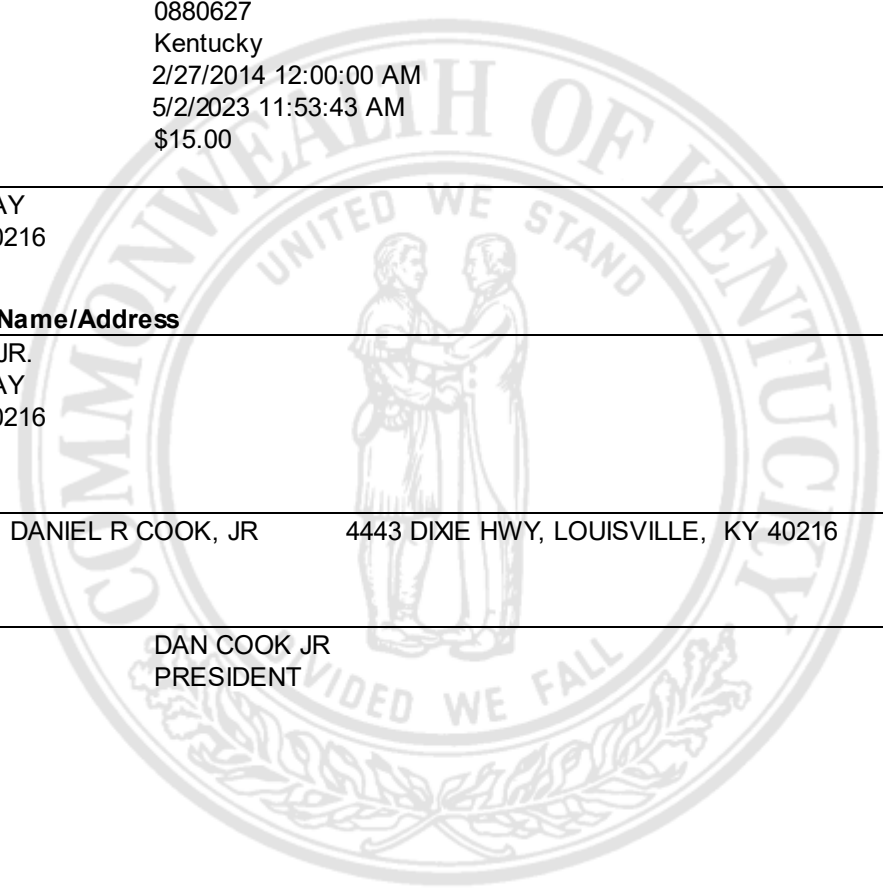 0880627
Kentucky
2/27/2014 12:00:00 AM
5/2/2023 11:53:43 AM
$15.00
AY
0216
Name/Address
JR.
AY
0216
DANIEL R COOK, JR 4443 DIXIE HWY, LOUISVILLE, KY 40216
DAN COOK JR
PRESIDENT
COMMONWEALTH OF KENTUCKY
UNITED WE STAND
DIVIDED WE FALL